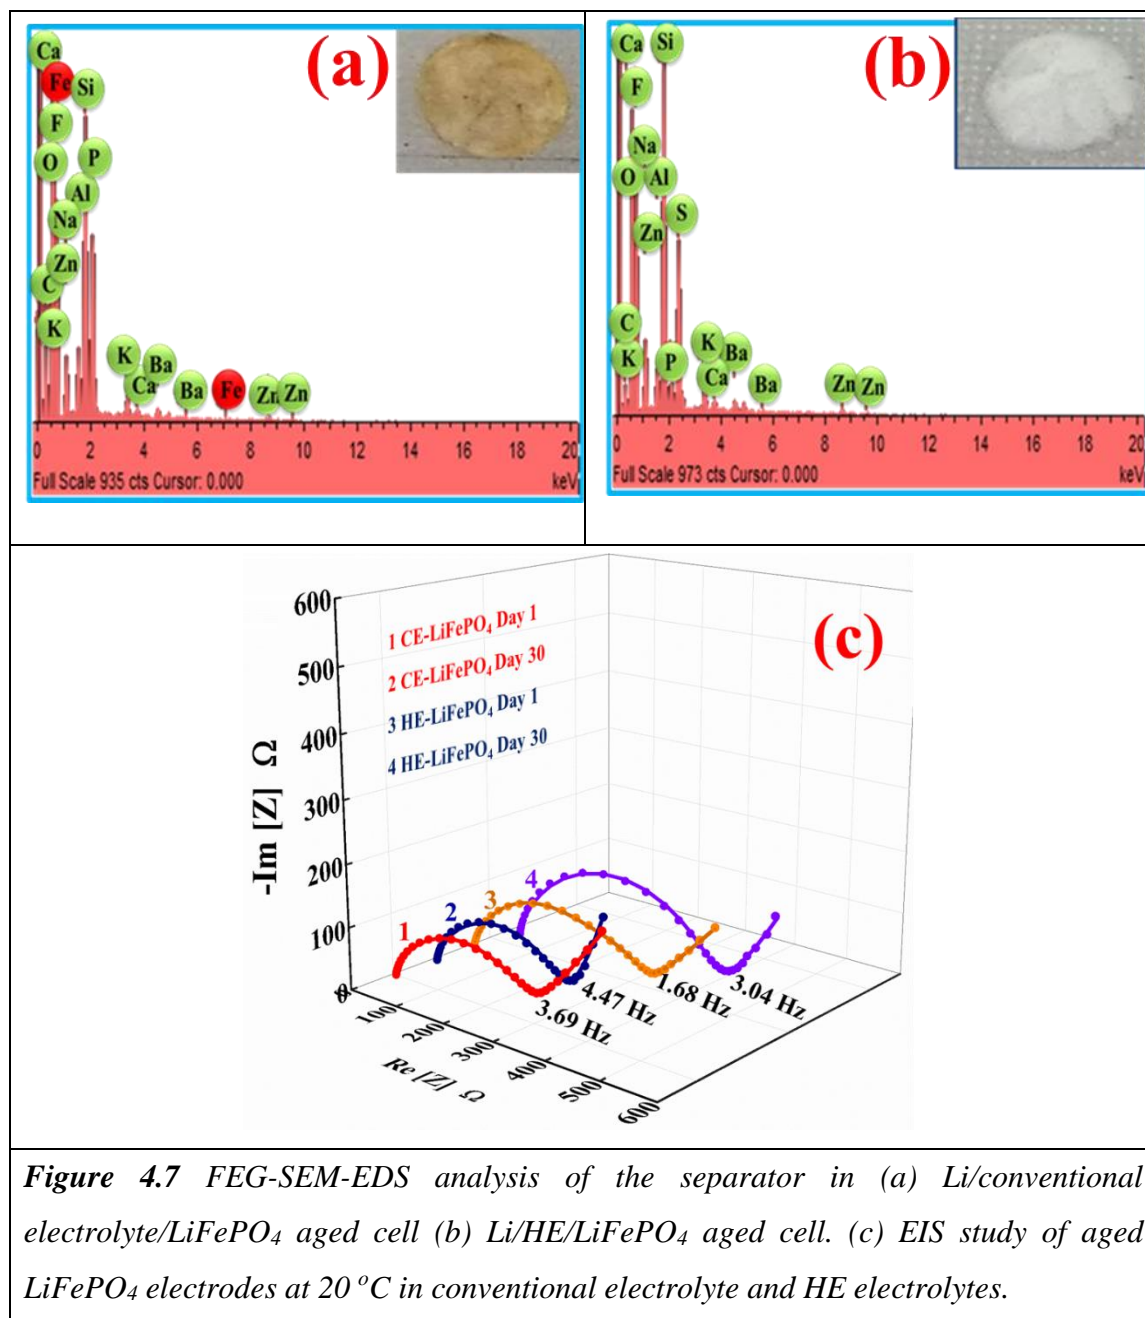 (a)
Ca
Fe Si
F
O P
Al
Na
Zn
C
K
K Ba
Ca Ba Fe Zn Zn
0 2 4 6 8 10 12 14 16 18 20
Full Scale 935 cts Cursor: 0.000 keV
(b)
Ca Si
F
Na
O Al
S
Zn
C
K P
K Ba
Ca Ba Zn Zn
0 2 4 6 8 10 12 14 16 18 20
Full Scale 973 cts Cursor: 0.000 keV
(c)
600
500
400
300
200
100
0
-Im [Z] Ω
1 CE-LiFePO₄ Day 1
2 CE-LiFePO₄ Day 30
3 HE-LiFePO₄ Day 1
4 HE-LiFePO₄ Day 30
1
2
3
4
3.69 Hz
4.47 Hz
1.68 Hz
3.04 Hz
0
100
200
300
400
500
600
Re [Z] Ω
Figure 4.7 FEG-SEM-EDS analysis of the separator in (a) Li/conventional
electrolyte/LiFePO₄ aged cell (b) Li/HE/LiFePO₄ aged cell. (c) EIS study of aged
LiFePO₄ electrodes at 20 °C in conventional electrolyte and HE electrolytes.